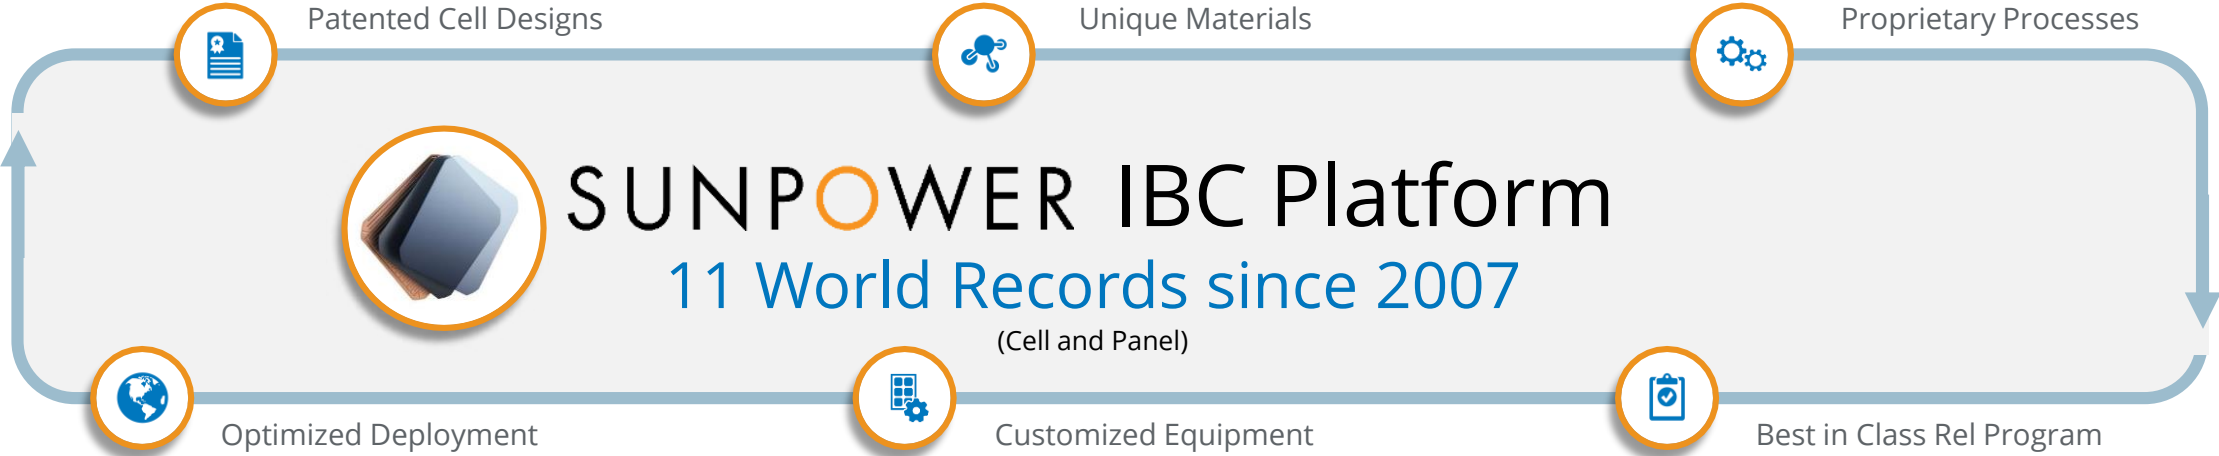 Patented Cell Designs
Unique Materials
Proprietary Processes
SUNPOWER IBC Platform
11 World Records since 2007
(Cell and Panel)
Optimized Deployment
Customized Equipment
Best in Class Rel Program